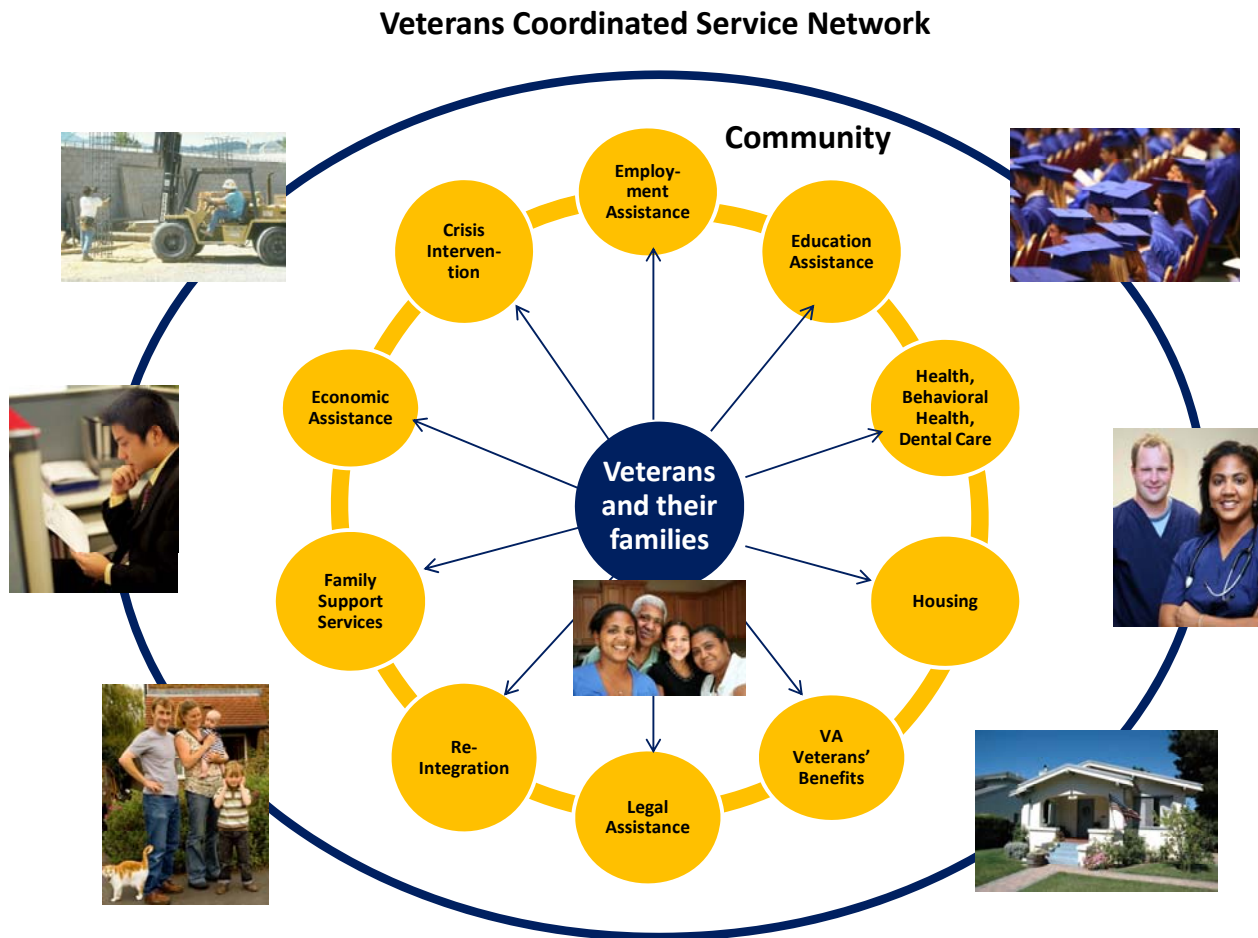 Veterans Coordinated Service Network
Community
Employ-
ment
Assistance
Education
Assistance
Health,
Behavioral
Health,
Dental Care
Housing
VA
Veterans’
Benefits
Legal
Assistance
Re-
Integration
Family
Support
Services
Economic
Assistance
Crisis
Interven-
tion
Veterans
and their
families